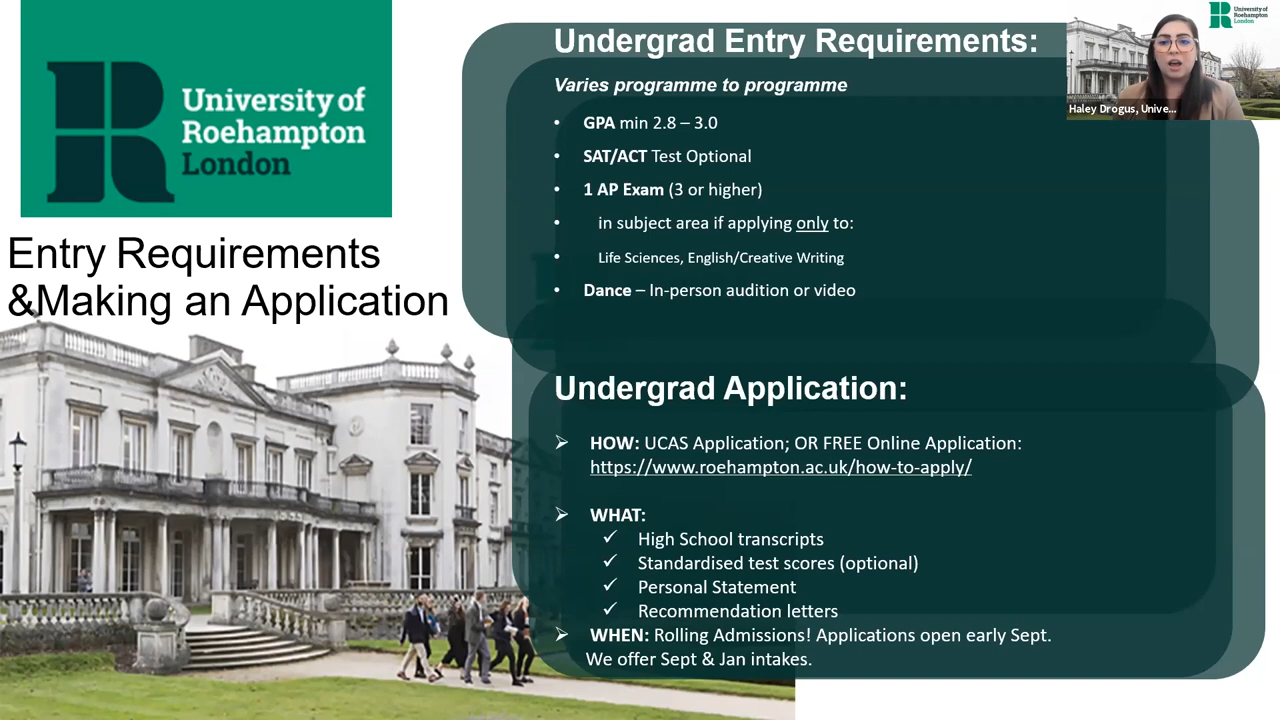 University of
Roehampton
London
Entry Requirements
&Making an Application
Undergrad Entry Requirements:
Varies programme to programme
• GPA min 2.8 – 3.0
• SAT/ACT Test Optional
• 1 AP Exam (3 or higher)
• in subject area if applying only to:
• Life Sciences, English/Creative Writing
• Dance – In-person audition or video
Undergrad Application:
➢ HOW: UCAS Application; OR FREE Online Application:
https://www.roehampton.ac.uk/how-to-apply/
➢ WHAT:
✓ High School transcripts
✓ Standardised test scores (optional)
✓ Personal Statement
✓ Recommendation letters
➢ WHEN: Rolling Admissions! Applications open early Sept.
We offer Sept & Jan intakes.
University of
Roehampton
London
Haley Drogus, Unive...